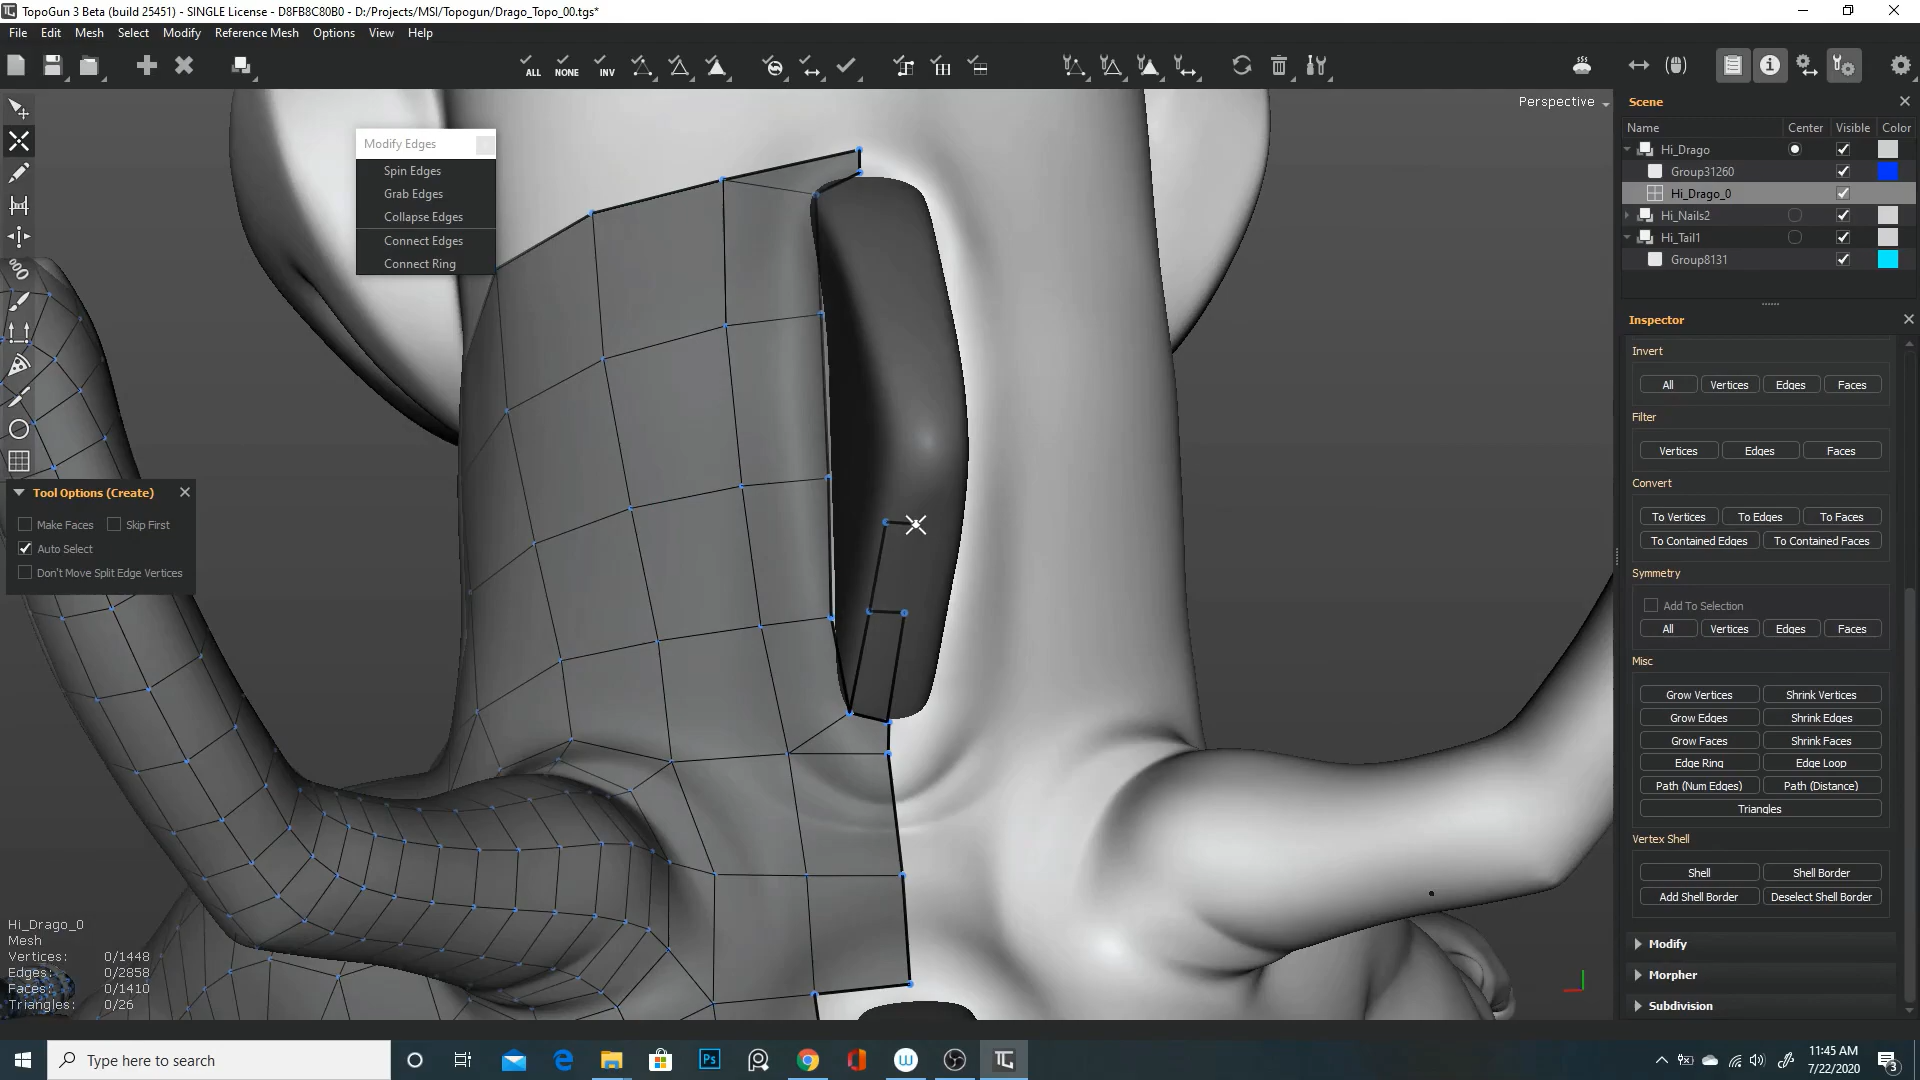 TopoGun 3 Beta (build 25451) - SINGLE License - D8FB8C80B0 - D:/Projects/MSI/Topogun/Drago_Topo_00.tgs*
File Edit Mesh Select Modify Reference Mesh Options View Help
ALL NONE INV
Perspective
Modify Edges
Spin Edges
Grab Edges
Collapse Edges
Connect Edges
Connect Ring
Tool Options (Create)
Make Faces Skip First
Auto Select
Don't Move Split Edge Vertices
Hi_Drago_0
Mesh
Vertices: 0/1448
Edges: 0/2858
Faces: 0/1410
Triangles: 0/26
Scene
Name Center Visible Color
Hi_Drago
Group31260
Hi_Drago_0
Hi_Nails2
Hi_Tail1
Group8131
Inspector
Invert
All Vertices Edges Faces
Filter
Vertices Edges Faces
Convert
To Vertices To Edges To Faces
To Contained Edges To Contained Faces
Symmetry
Add To Selection
All Vertices Edges Faces
Misc
Grow Vertices Shrink Vertices
Grow Edges Shrink Edges
Grow Faces Shrink Faces
Edge Ring Edge Loop
Path (Num Edges) Path (Distance)
Triangles
Vertex Shell
Shell Shell Border
Add Shell Border Deselect Shell Border
Modify
Morpher
Subdivision
Type here to search
Ps
11:45 AM
7/22/2020
3